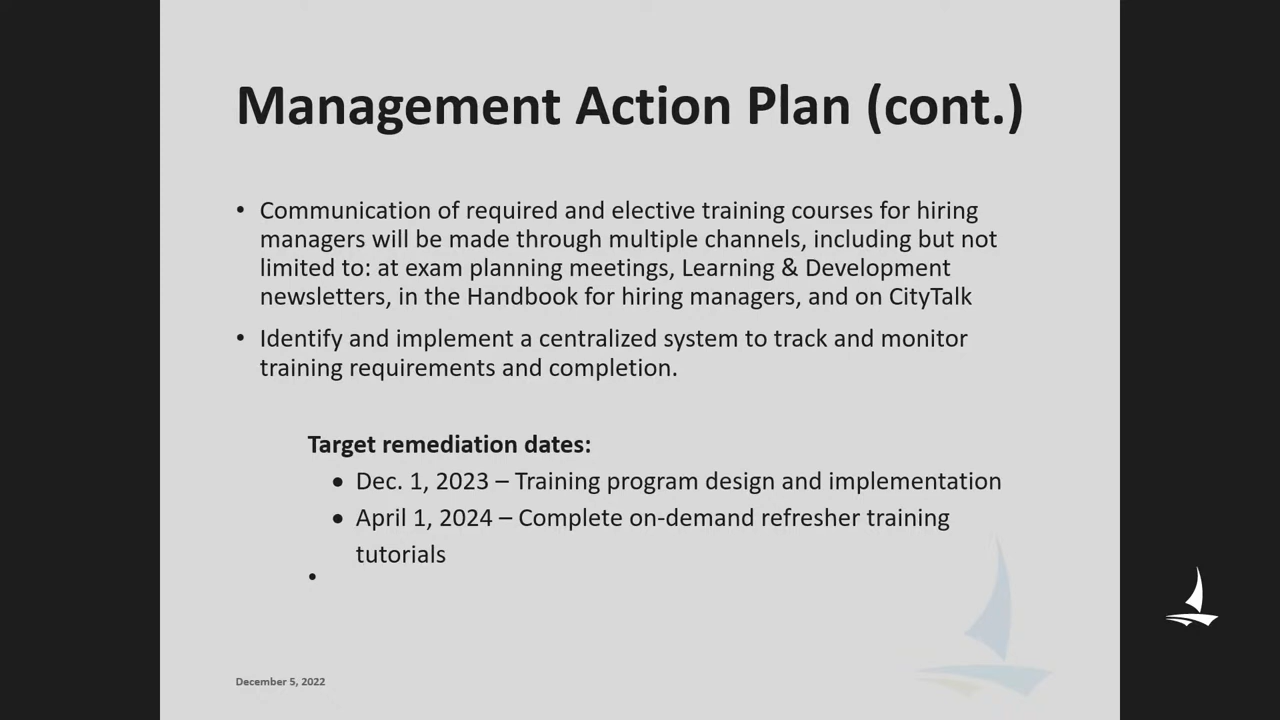 Management Action Plan (cont.)
• Communication of required and elective training courses for hiring
managers will be made through multiple channels, including but not
limited to: at exam planning meetings, Learning & Development
newsletters, in the Handbook for hiring managers, and on CityTalk
• Identify and implement a centralized system to track and monitor
training requirements and completion.
Target remediation dates:
• Dec. 1, 2023 – Training program design and implementation
• April 1, 2024 – Complete on-demand refresher training
tutorials
•
December 5, 2022